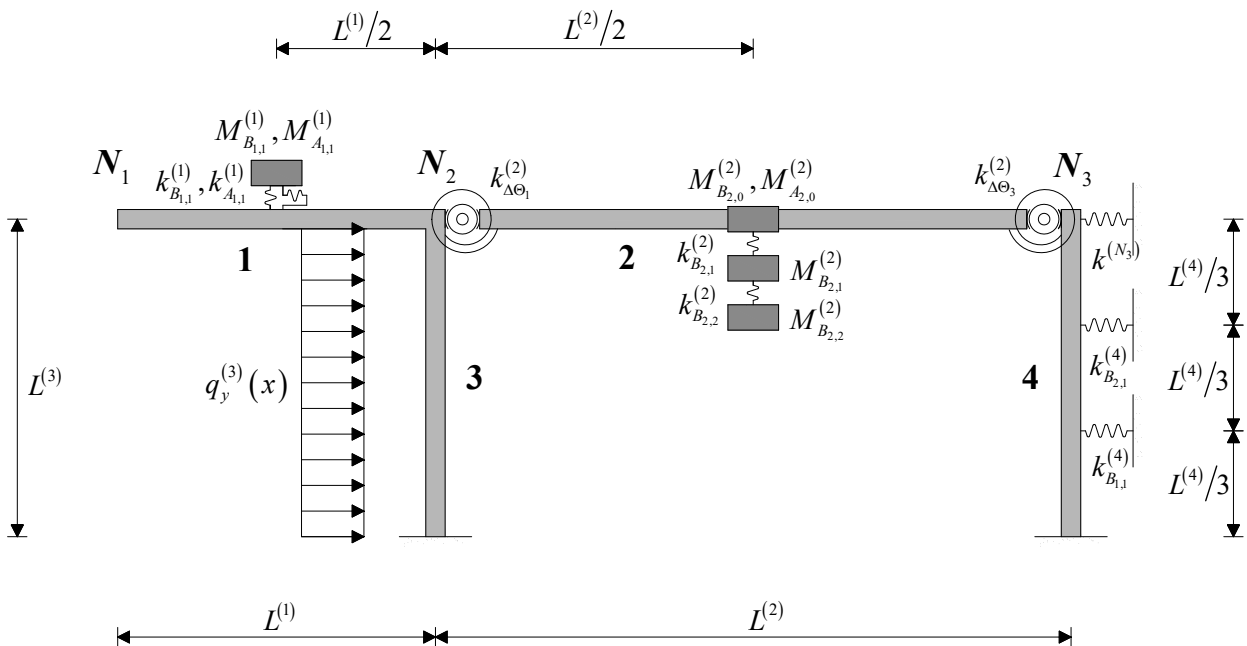 L^{(1)}/2
L^{(2)}/2
M_{B_{1,1}}^{(1)}, M_{A_{1,1}}^{(1)}
N_1
k_{B_{1,1}}^{(1)}, k_{A_{1,1}}^{(1)}
N_2
k_{ΔΘ_1}^{(2)}
M_{B_{2,0}}^{(2)}, M_{A_{2,0}}^{(2)}
k_{ΔΘ_3}^{(2)}
N_3
1
2
k_{B_{2,1}}^{(2)}
M_{B_{2,1}}^{(2)}
k^{(N_3)}
L^{(4)}/3
k_{B_{2,2}}^{(2)}
M_{B_{2,2}}^{(2)}
L^{(3)}
q_y^{(3)}(x)
3
4
k_{B_{2,1}}^{(4)}
L^{(4)}/3
k_{B_{1,1}}^{(4)}
L^{(4)}/3
L^{(1)}
L^{(2)}